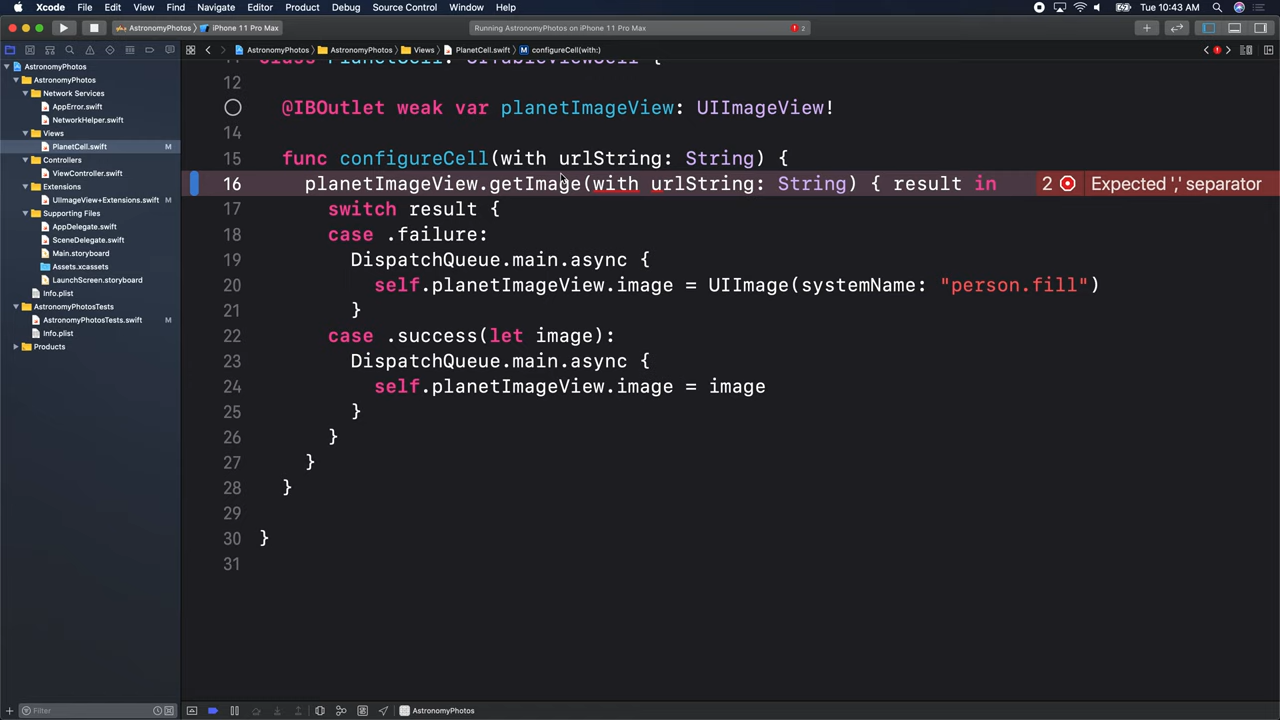 Xcode File Edit View Find Navigate Editor Product Debug Source Control Window Help Tue 10:43 AM
AstronomyPhotos iPhone 11 Pro Max Running AstronomyPhotos on iPhone 11 Pro Max 2
AstronomyPhotos AstronomyPhotos Views PlanetCell.swift M configureCell(with:)
AstronomyPhotos
AstronomyPhotos
Network Services
AppError.swift
NetworkHelper.swift
Views
PlanetCell.swift M
Controllers
ViewController.swift
Extensions
UIImageView+Extensions.swift M
Supporting Files
AppDelegate.swift
SceneDelegate.swift
Main.storyboard
Assets.xcassets
LaunchScreen.storyboard
Info.plist
AstronomyPhotosTests
AstronomyPhotosTests.swift M
Info.plist
Products
11 class PlanetCell: UITableViewCell {
12
@IBOutlet weak var planetImageView: UIImageView!
14
15 func configureCell(with urlString: String) {
16 planetImageView.getImage(with urlString: String) { result in 2 Expected ',' separator
17 switch result {
18 case .failure:
19 DispatchQueue.main.async {
20 self.planetImageView.image = UIImage(systemName: "person.fill")
21 }
22 case .success(let image):
23 DispatchQueue.main.async {
24 self.planetImageView.image = image
25 }
26 }
27 }
28 }
29
30 }
31
Filter AstronomyPhotos